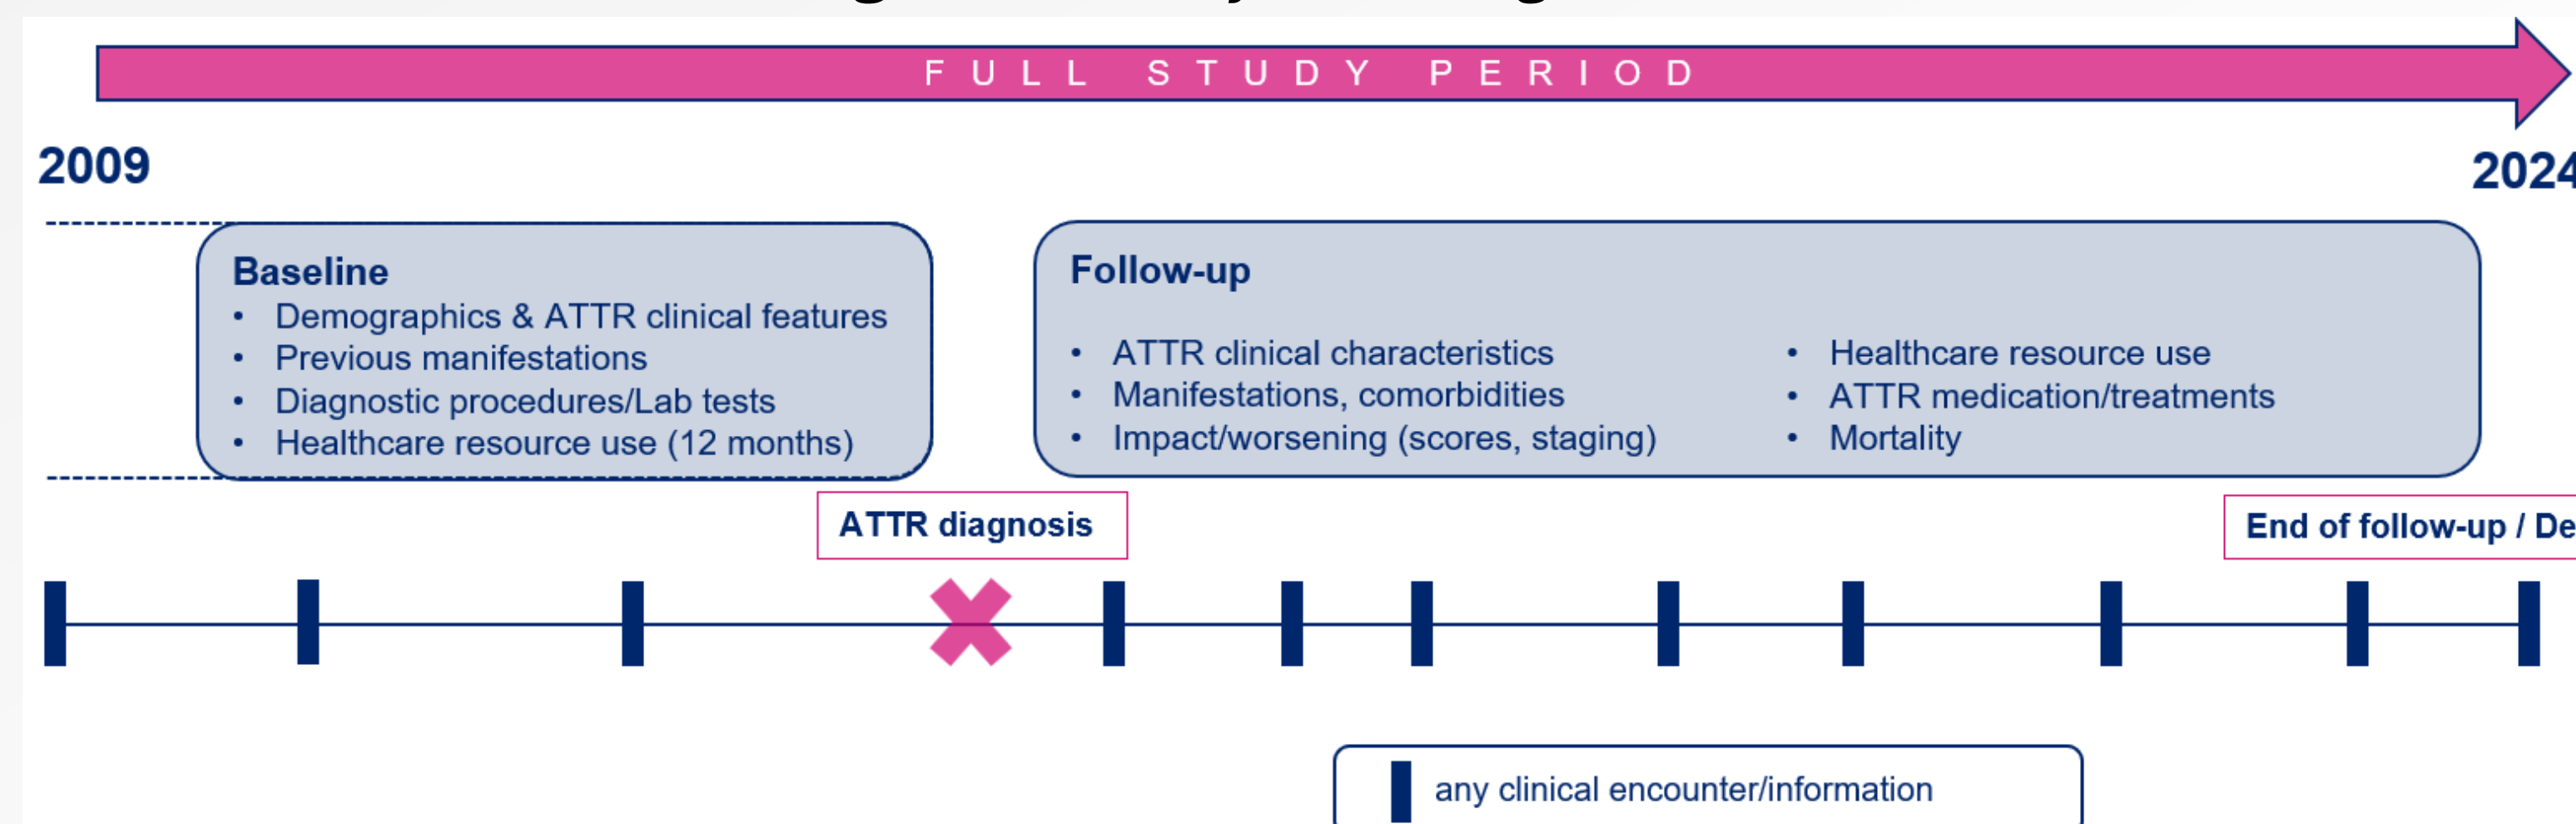 FULL STUDY PERIOD
2009
2024
Baseline
• Demographics & ATTR clinical features
• Previous manifestations
• Diagnostic procedures/Lab tests
• Healthcare resource use (12 months)
Follow-up
• ATTR clinical characteristics
• Manifestations, comorbidities
• Impact/worsening (scores, staging)
• Healthcare resource use
• ATTR medication/treatments
• Mortality
ATTR diagnosis
End of follow-up /
any clinical encounter/information